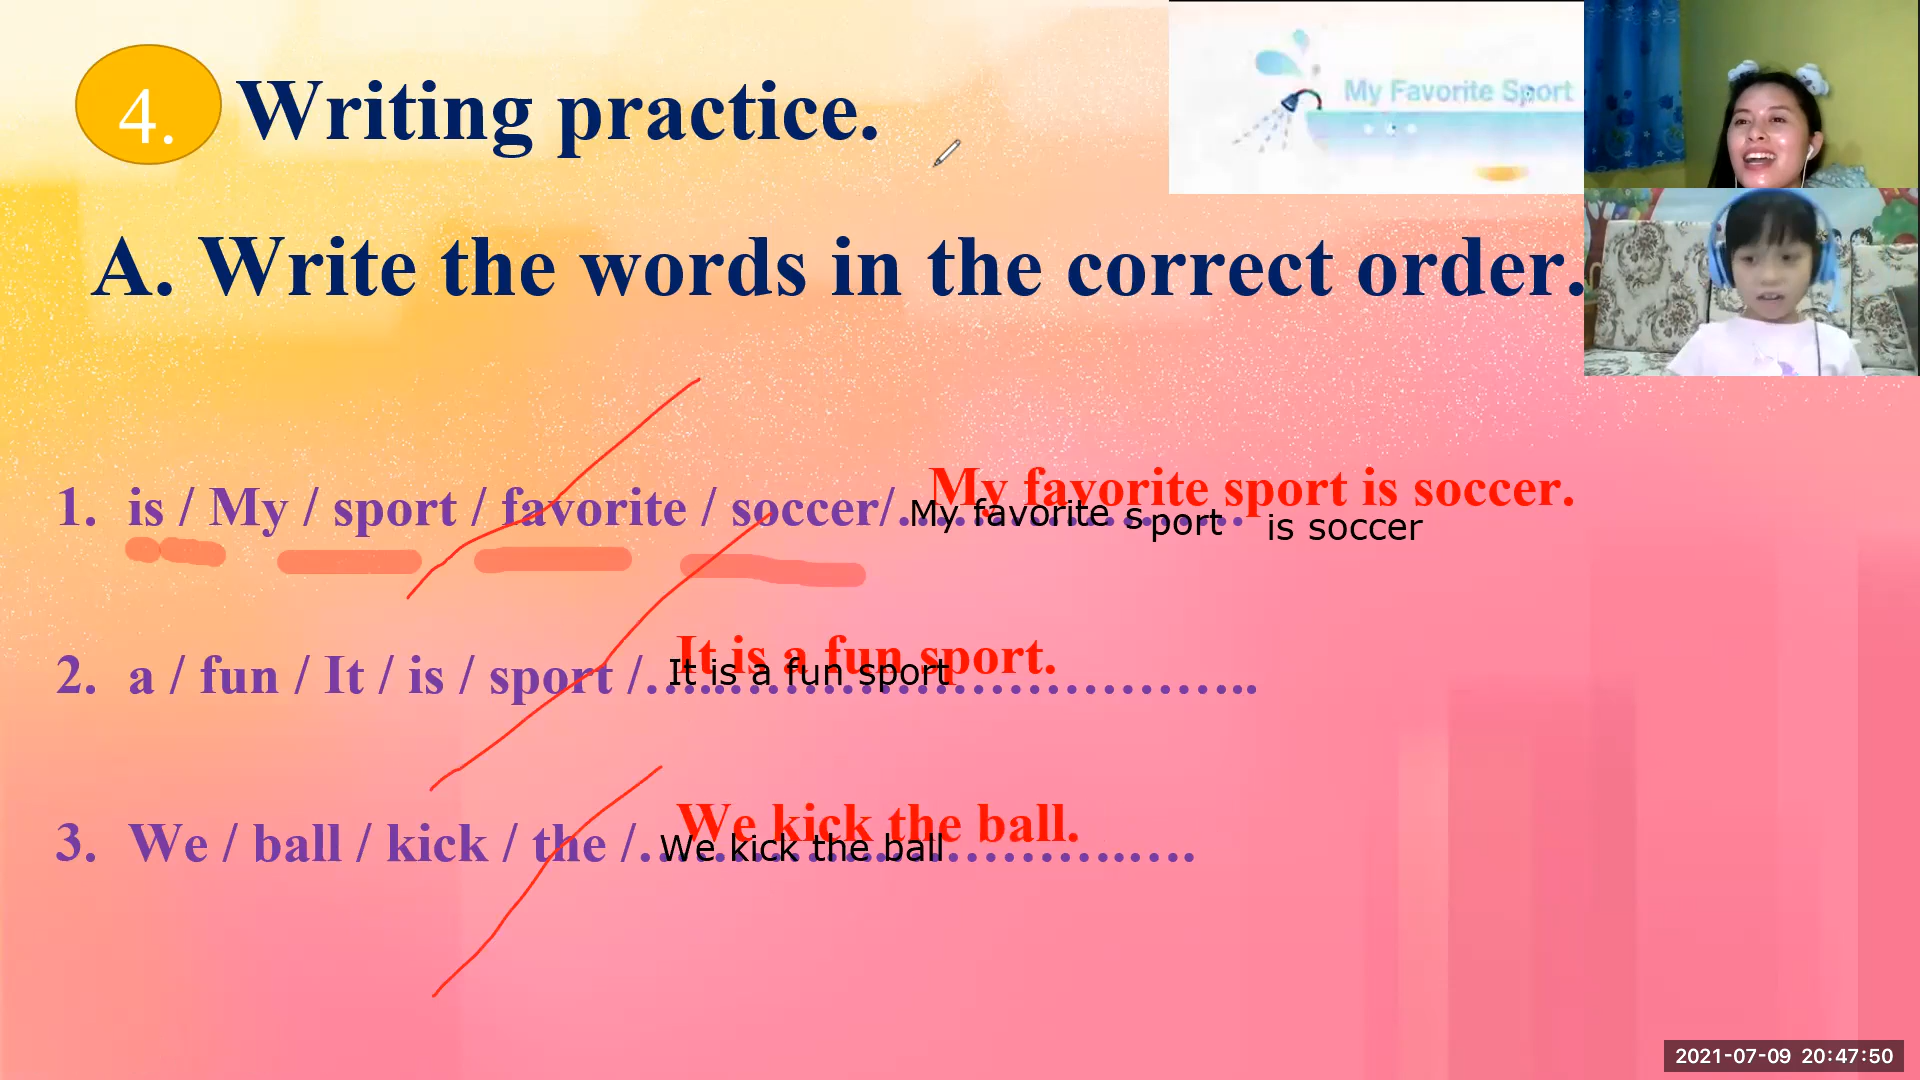 4. Writing practice.
My Favorite Sport
A. Write the words in the correct order.
1. is / My / sport / favorite / soccer/………………….. My favorite sport is soccer.
My favorite sport is soccer
2. a / fun / It / is / sport /……………………………….. It is a fun sport.
It is a fun sport
3. We / ball / kick / the /……………………….…. We kick the ball.
We kick the ball
2021-07-09 20:47:50